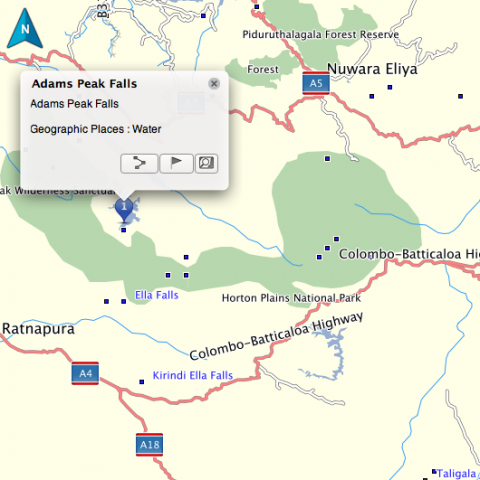 N
B3
Piduruthalagala Forest Reserve
Forest
Nuwara Eliya
A5
Adams Peak Falls
Adams Peak Falls
Geographic Places : Water
ak Wilderness Sanctua
1
Colombo-Batticaloa Hi
Ella Falls
Horton Plains National Park
Ratnapura
Colombo-Batticaloa Highway
A4
Kirindi Ella Falls
A18
Taligala